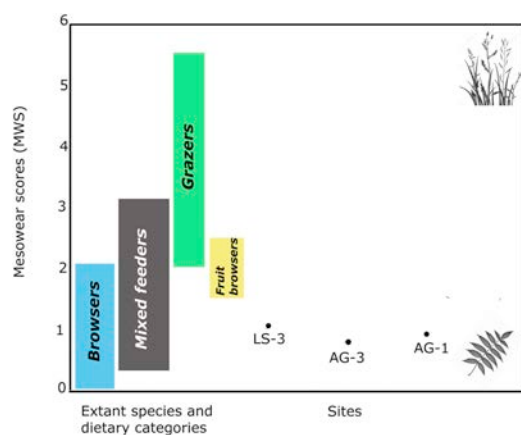 6
5
4
3
2
1
0
Mesowear scores (MWS)
Browsers
Mixed feeders
Grazers
Fruit
browsers
LS-3
AG-3
AG-1
Extant species and
dietary categories
Sites